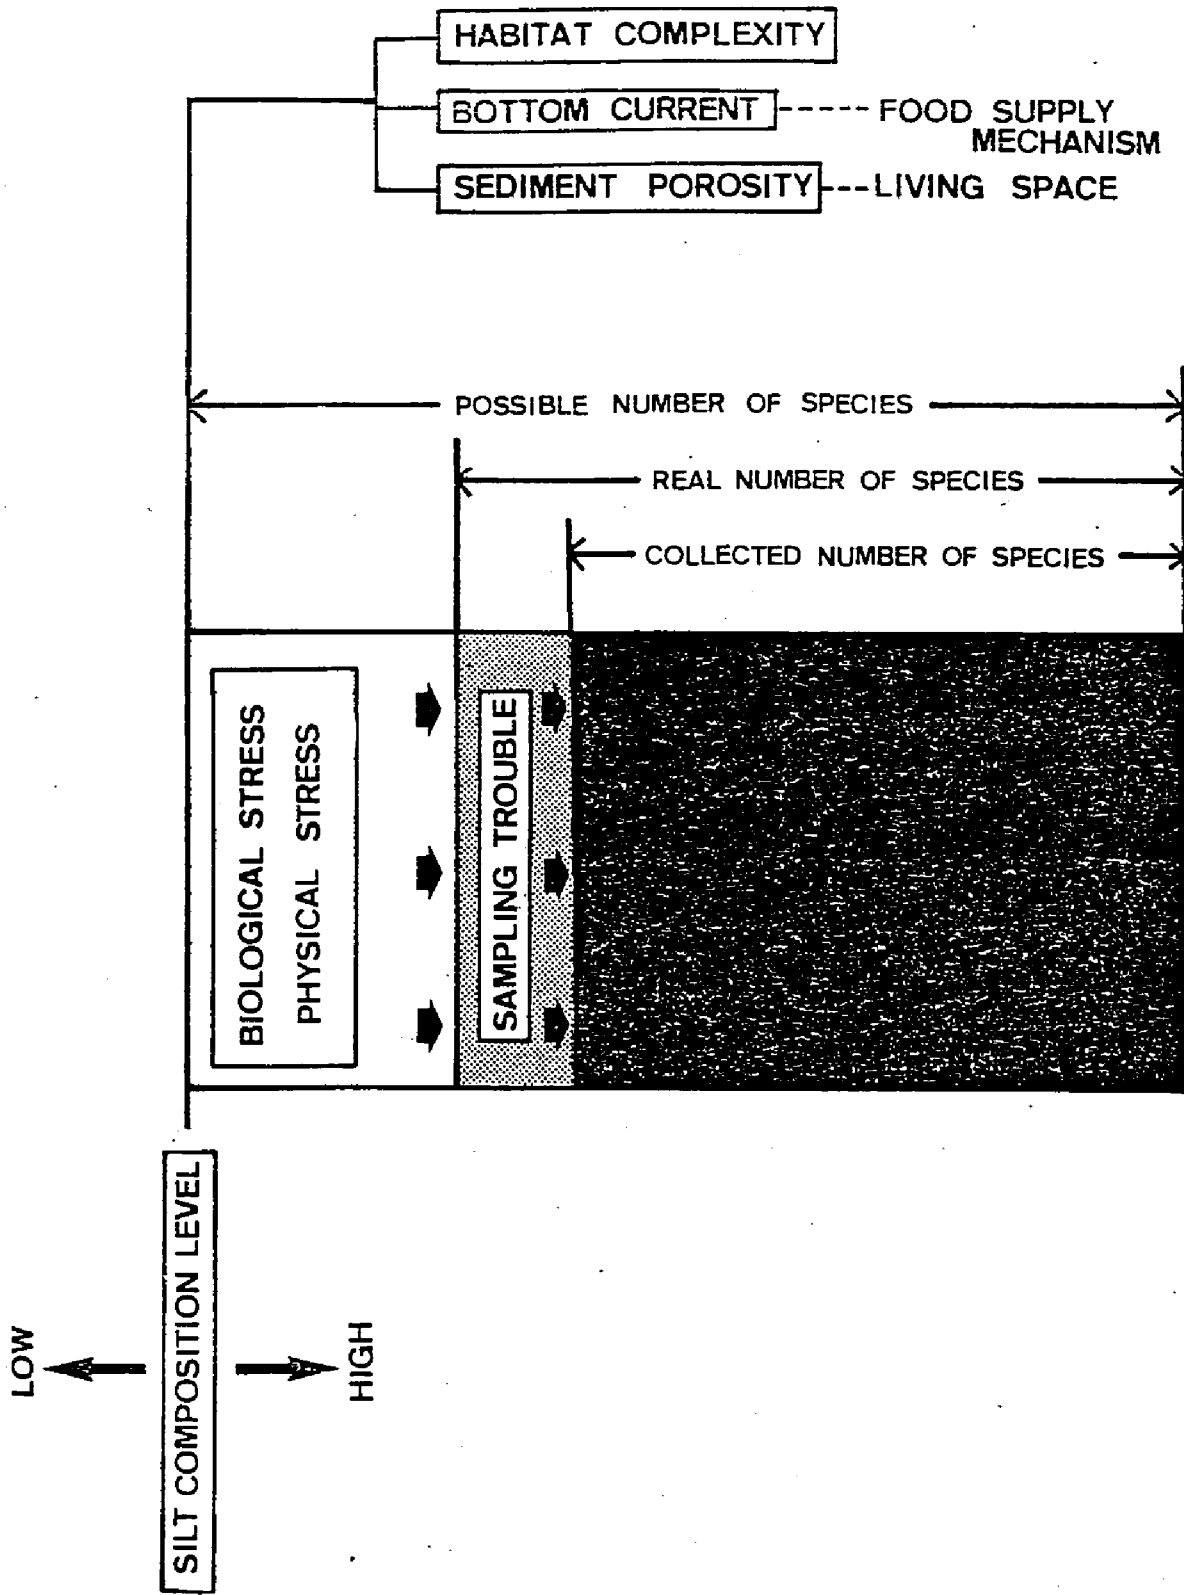 HABITAT COMPLEXITY
BOTTOM CURRENT
FOOD SUPPLY
MECHANISM
SEDIMENT POROSITY
LIVING SPACE
POSSIBLE NUMBER OF SPECIES
REAL NUMBER OF SPECIES
COLLECTED NUMBER OF SPECIES
BIOLOGICAL STRESS
PHYSICAL STRESS
SAMPLING TROUBLE
SILT COMPOSITION LEVEL
LOW
HIGH